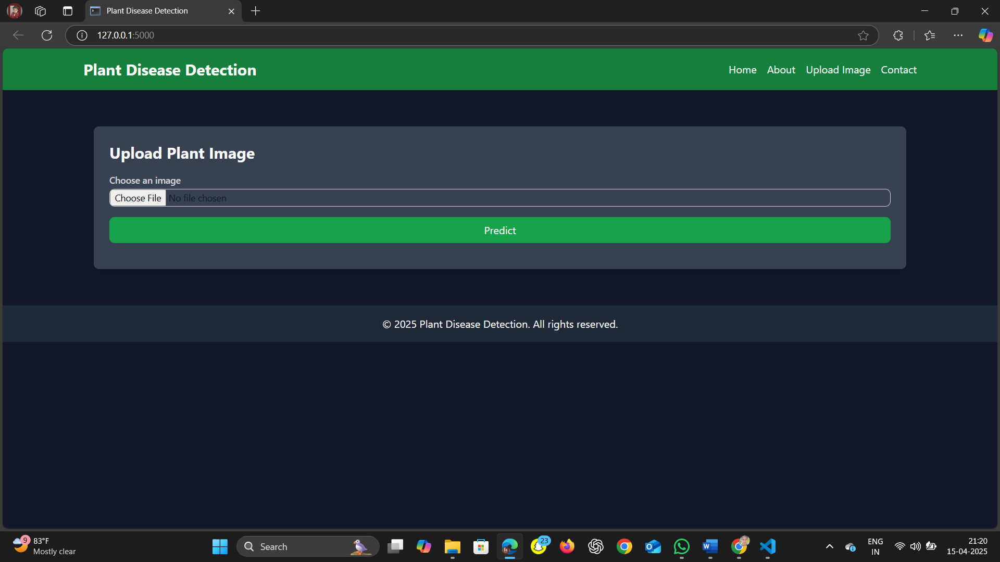 Plant Disease Detection
127.0.0.1:5000
Plant Disease Detection
Home About Upload Image Contact
Upload Plant Image
Choose an image
Choose File No file chosen
Predict
© 2025 Plant Disease Detection. All rights reserved.
9
83°F
Mostly clear
Search
23
ENG
IN
21:20
15-04-2025